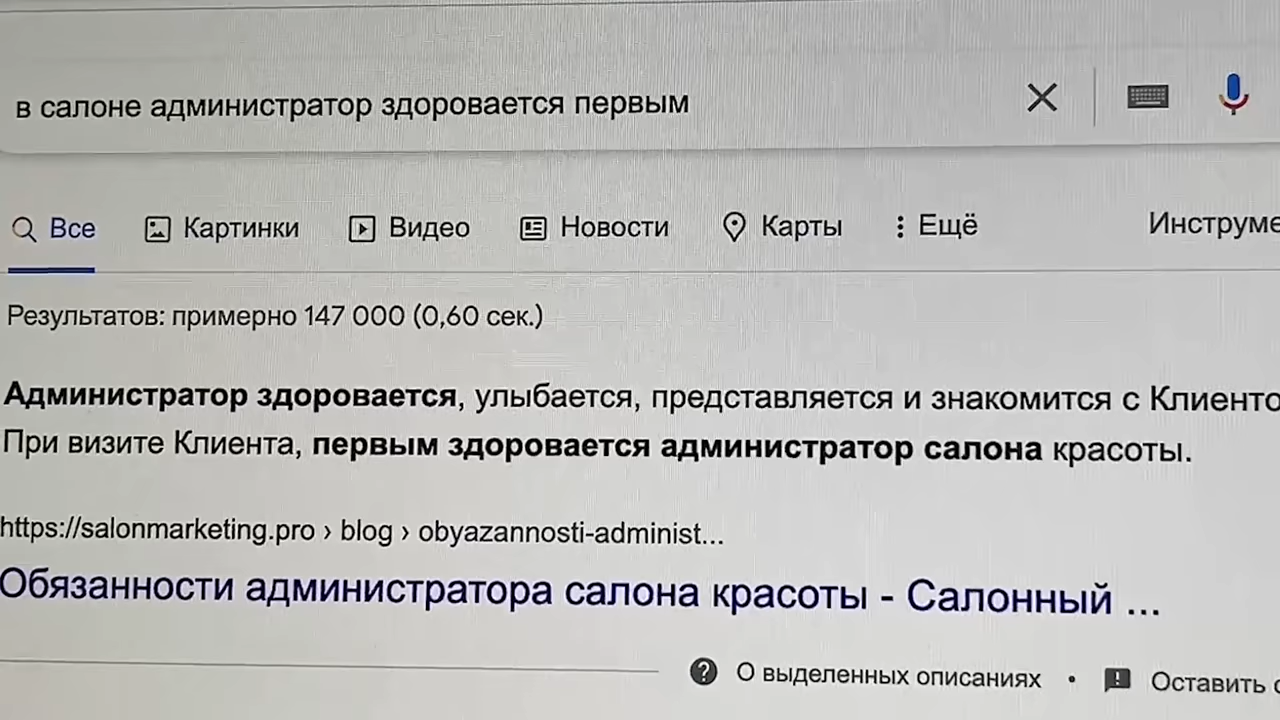 в салоне администратор здоровается первым
Все Картинки Видео Новости Карты Ещё Инструме
Результатов: примерно 147 000 (0,60 сек.)
Администратор здоровается, улыбается, представляется и знакомится с Клиенто
При визите Клиента, первым здоровается администратор салона красоты.
https://salonmarketing.pro › blog › obyazannosti-administ...
Обязанности администратора салона красоты - Салонный ...
О выделенных описаниях • Оставить о